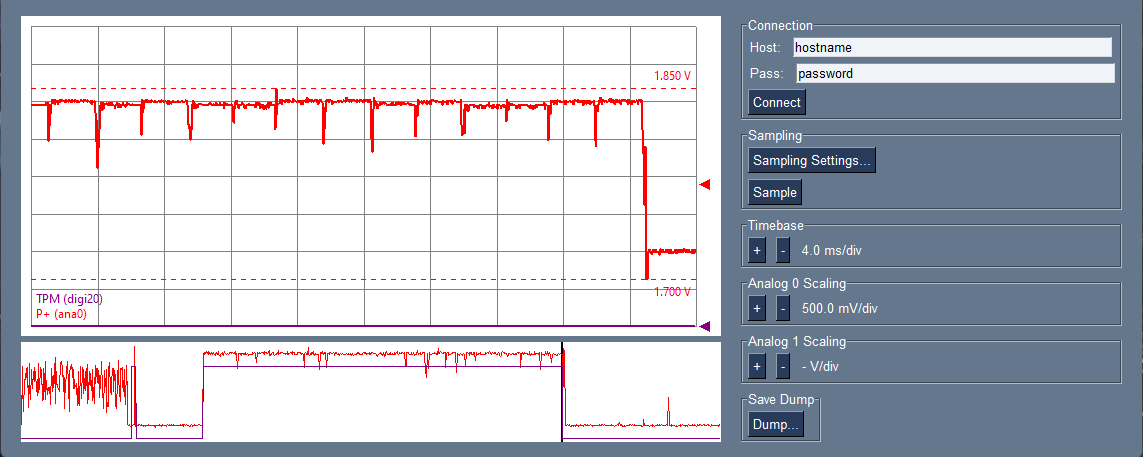 1.850 V
1.700 V
TPM (digi20)
P+ (ana0)
Connection
Host: hostname
Pass: password
Connect
Sampling
Sampling Settings...
Sample
Timebase
+ - 4.0 ms/div
Analog 0 Scaling
+ - 500.0 mV/div
Analog 1 Scaling
+ - - V/div
Save Dump
Dump...